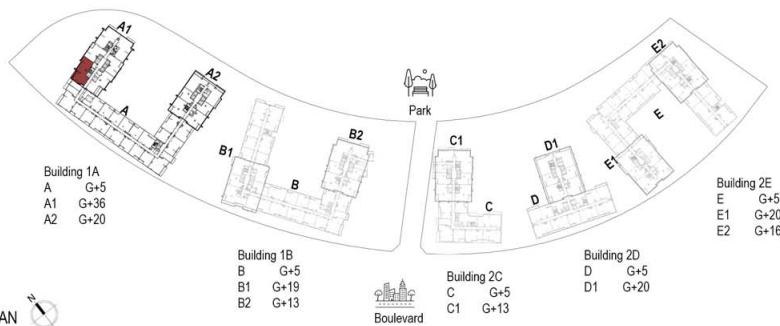 A1
A2
A
Building 1A
A G+5
A1 G+36
A2 G+20
B1
B2
B
Building 1B
B G+5
B1 G+19
B2 G+13
Park
Boulevard
C1
C
Building 2C
C G+5
C1 G+13
D1
D
Building 2D
D G+5
D1 G+20
E2
E
E1
Building 2E
E G+5
E1 G+20
E2 G+16
AN
N